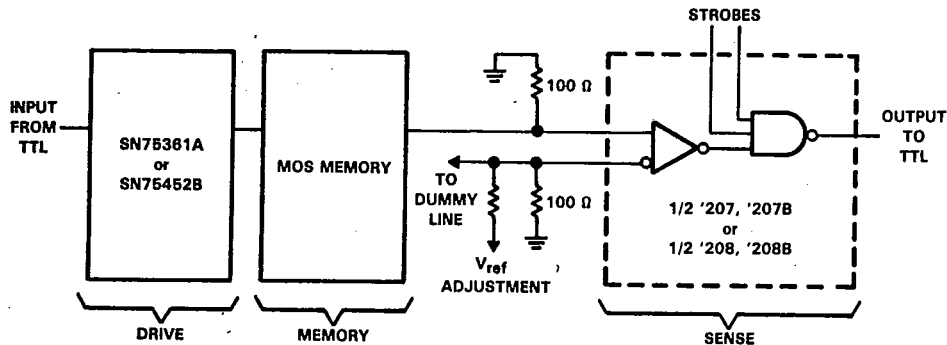 STROBES
INPUT
FROM
TTL
SN75361A
or
SN75452B
MOS MEMORY
100 Ω
TO
DUMMY
LINE
100 Ω
Vref
ADJUSTMENT
1/2 '207, '207B
or
1/2 '208, '208B
OUTPUT
TO
TTL
DRIVE
MEMORY
SENSE